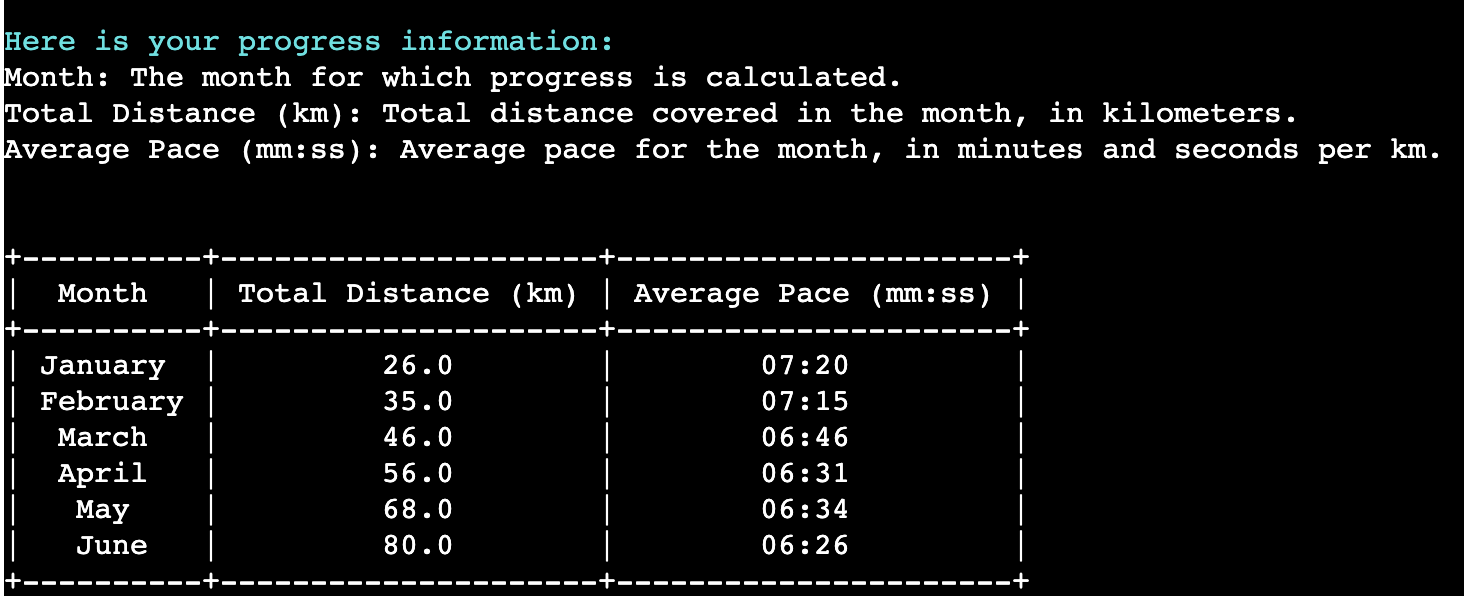 Here is your progress information:
Month: The month for which progress is calculated.
Total Distance (km): Total distance covered in the month, in kilometers.
Average Pace (mm:ss): Average pace for the month, in minutes and seconds per km.
+----------+---------------------+----------------------+
|  Month   | Total Distance (km) | Average Pace (mm:ss) |
+----------+---------------------+----------------------+
| January  |         26.0        |        07:20         |
| February |         35.0        |        07:15         |
|  March   |         46.0        |        06:46         |
|  April   |         56.0        |        06:31         |
|   May    |         68.0        |        06:34         |
|   June   |         80.0        |        06:26         |
+----------+---------------------+----------------------+